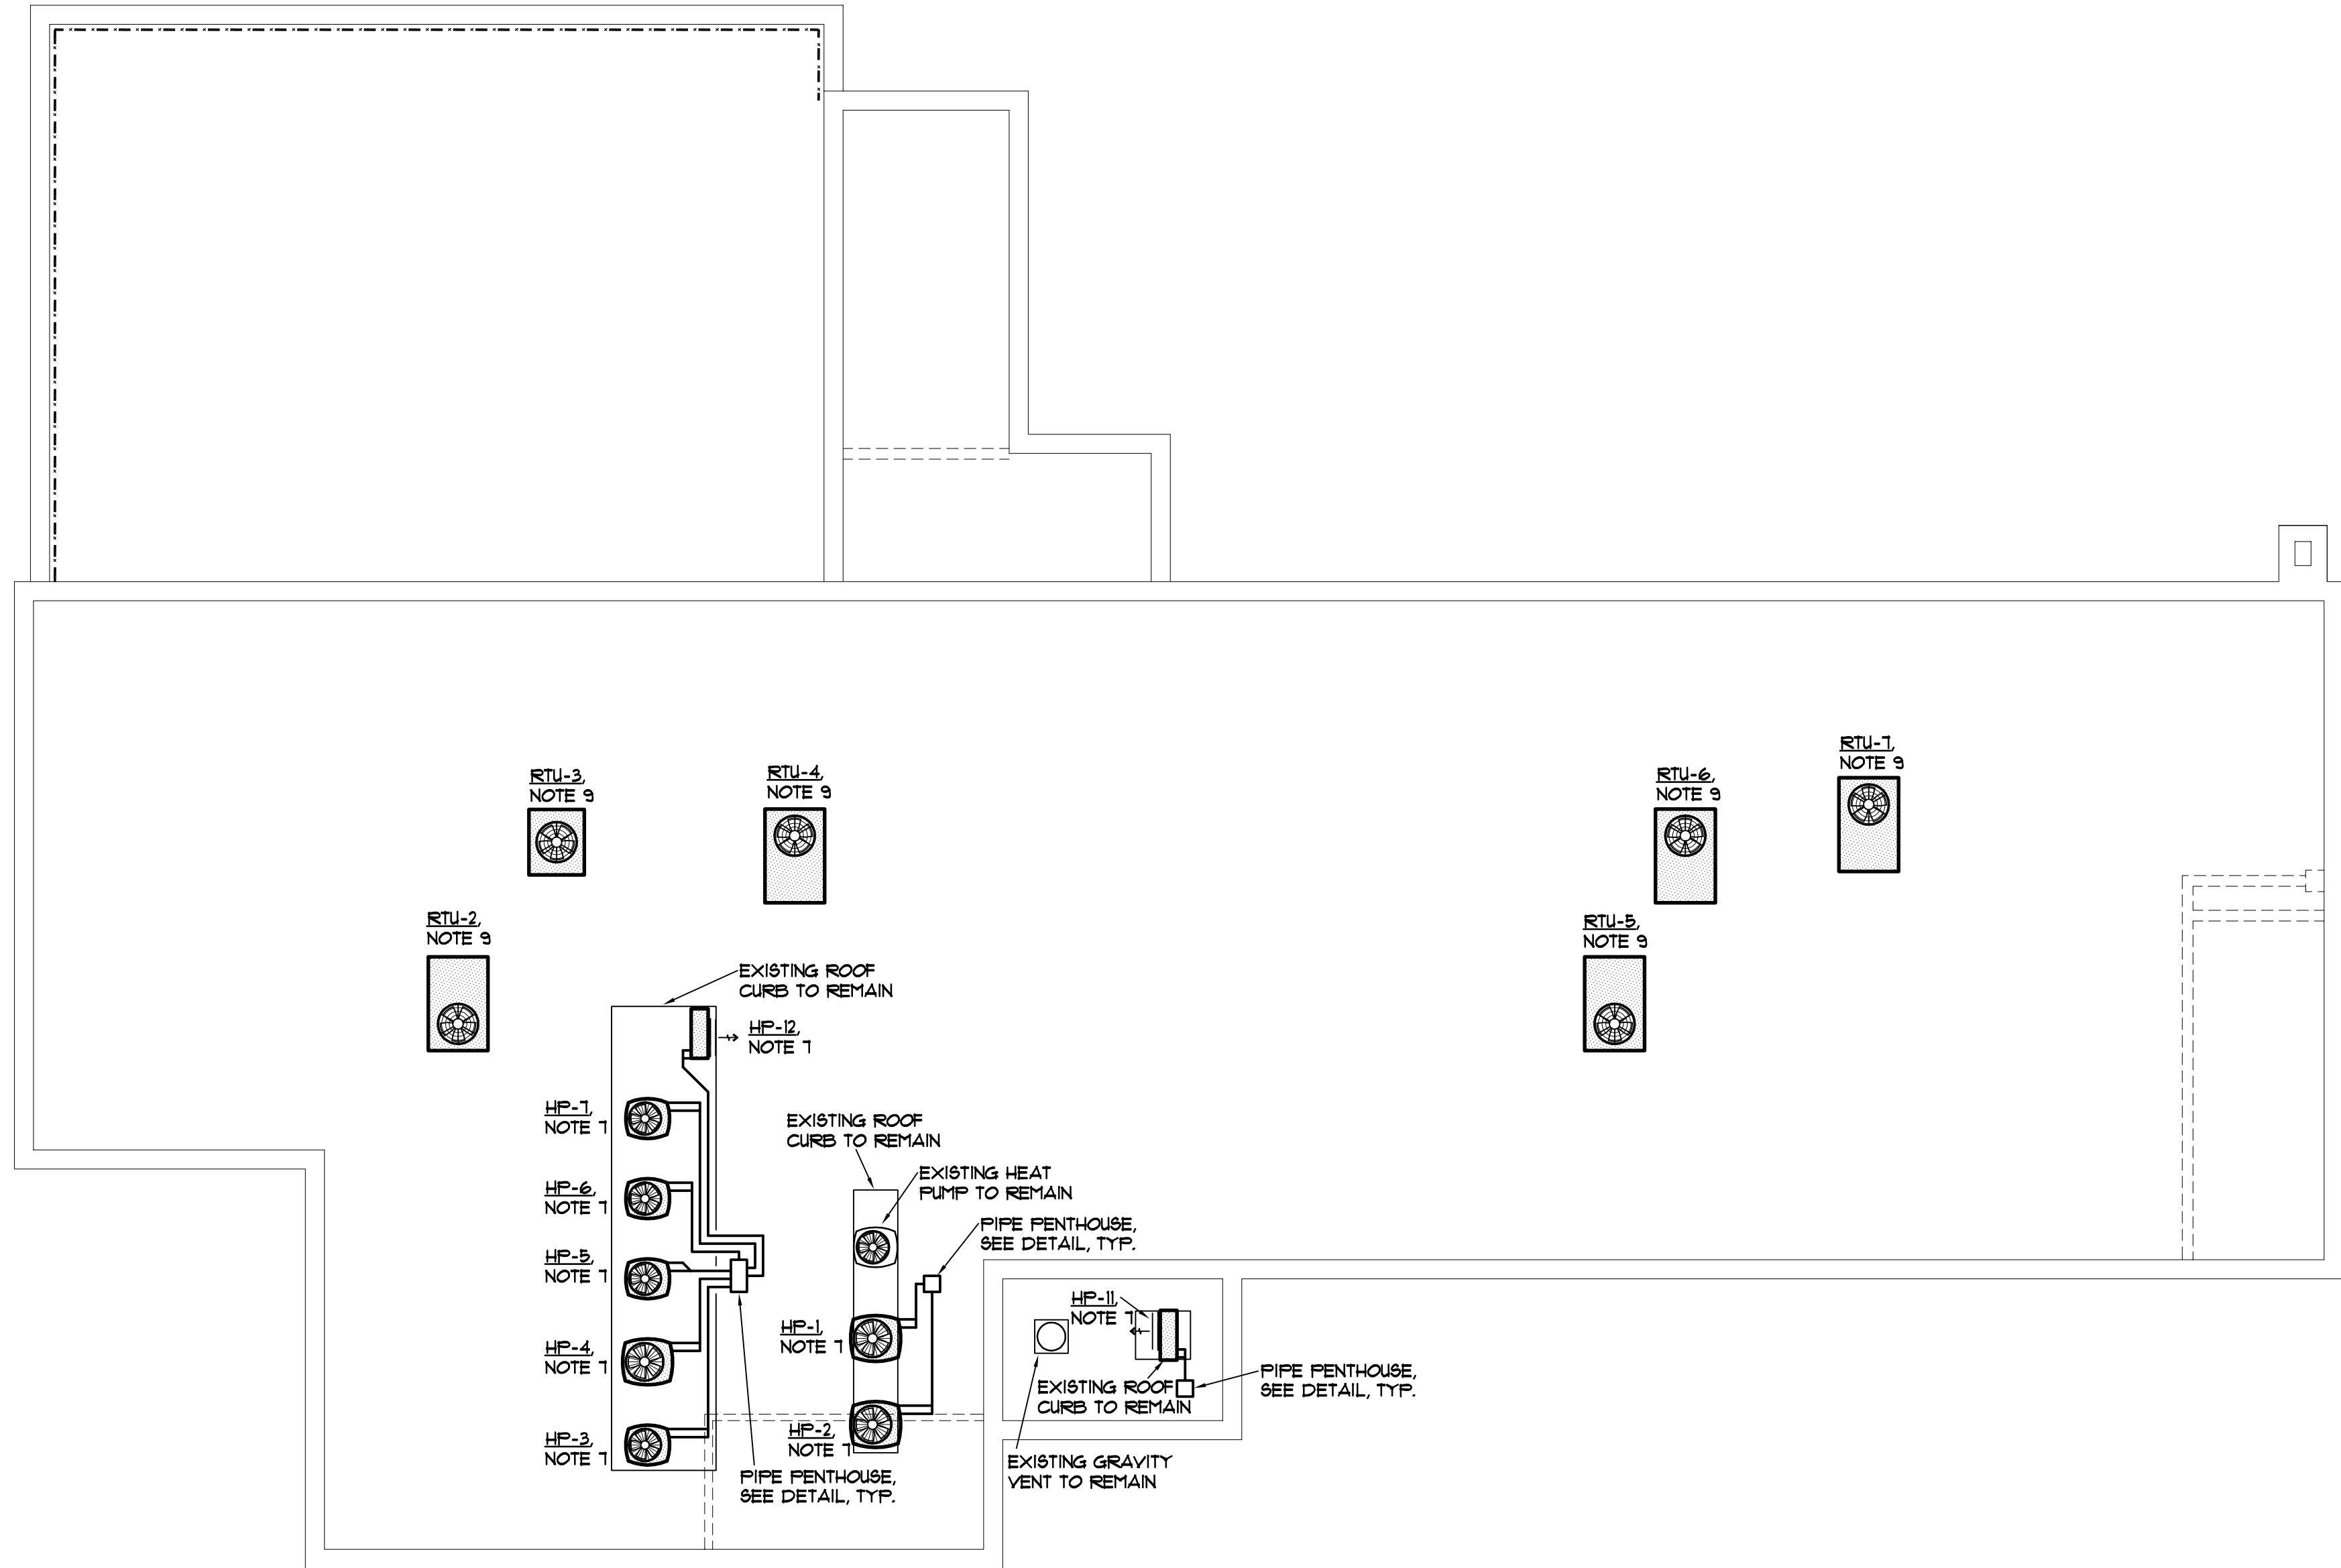 RTU-7,
NOTE 9
RTU-3,
NOTE 9
RTU-4,
NOTE 9
RTU-6,
NOTE 9
RTU-2,
NOTE 9
RTU-5,
NOTE 9
EXISTING ROOF
CURB TO REMAIN
HP-12,
NOTE 7
HP-7,
NOTE 7
EXISTING ROOF
CURB TO REMAIN
EXISTING HEAT
PUMP TO REMAIN
HP-6,
NOTE 7
PIPE PENTHOUSE,
SEE DETAIL, TYP.
HP-5,
NOTE 7
HP-11,
NOTE 7
HP-1,
NOTE 7
HP-4,
NOTE 7
PIPE PENTHOUSE,
SEE DETAIL, TYP.
EXISTING ROOF
CURB TO REMAIN
HP-2,
NOTE 7
HP-3,
NOTE 7
EXISTING GRAVITY
VENT TO REMAIN
PIPE PENTHOUSE,
SEE DETAIL, TYP.